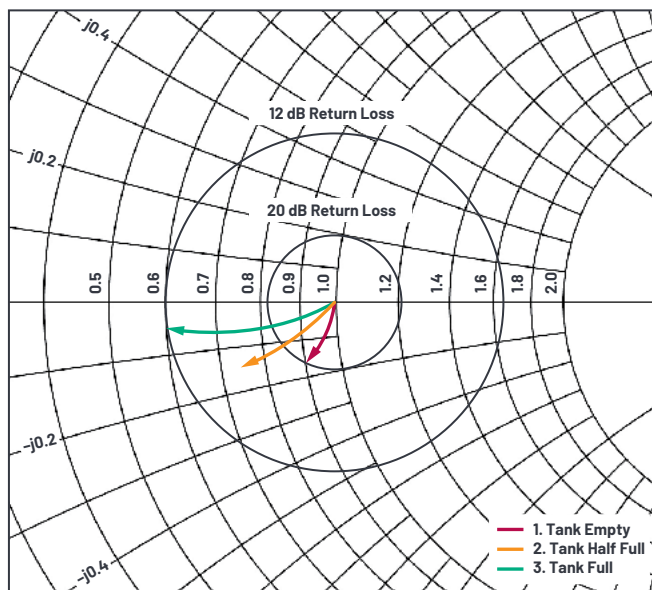 j0.4
12 dB Return Loss
j0.2
20 dB Return Loss
0.5 0.6 0.7 0.8 0.9 1.0 1.2 1.4 1.6 1.8 2.0
–j0.2
–j0.4
1. Tank Empty
2. Tank Half Full
3. Tank Full